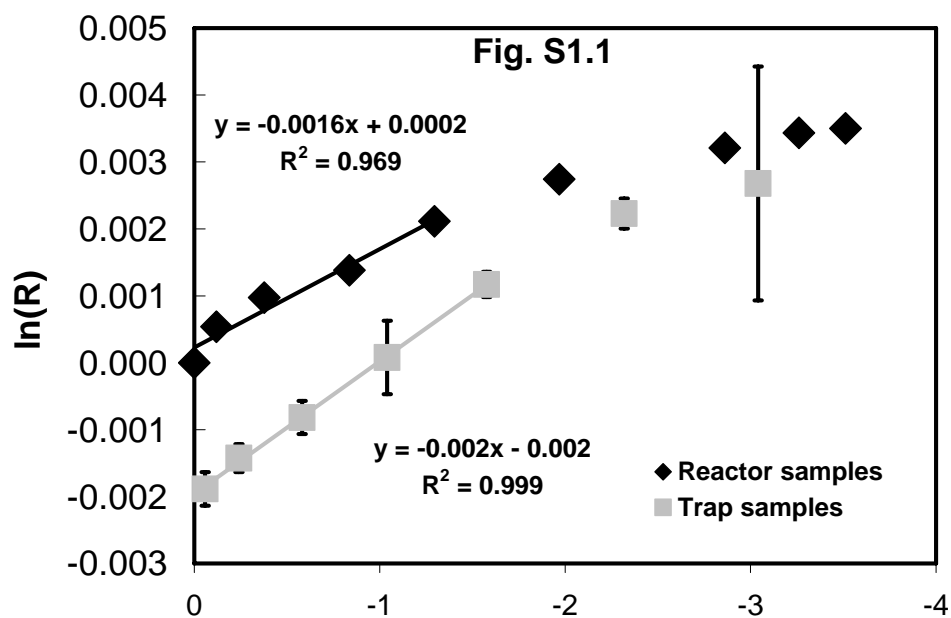 Fig. S1.1
0.005
0.004
0.003
0.002
0.001
0.000
-0.001
-0.002
-0.003
ln(R)
y = -0.0016x + 0.0002
R² = 0.969
y = -0.002x - 0.002
R² = 0.999
Reactor samples
Trap samples
0 -1 -2 -3 -4